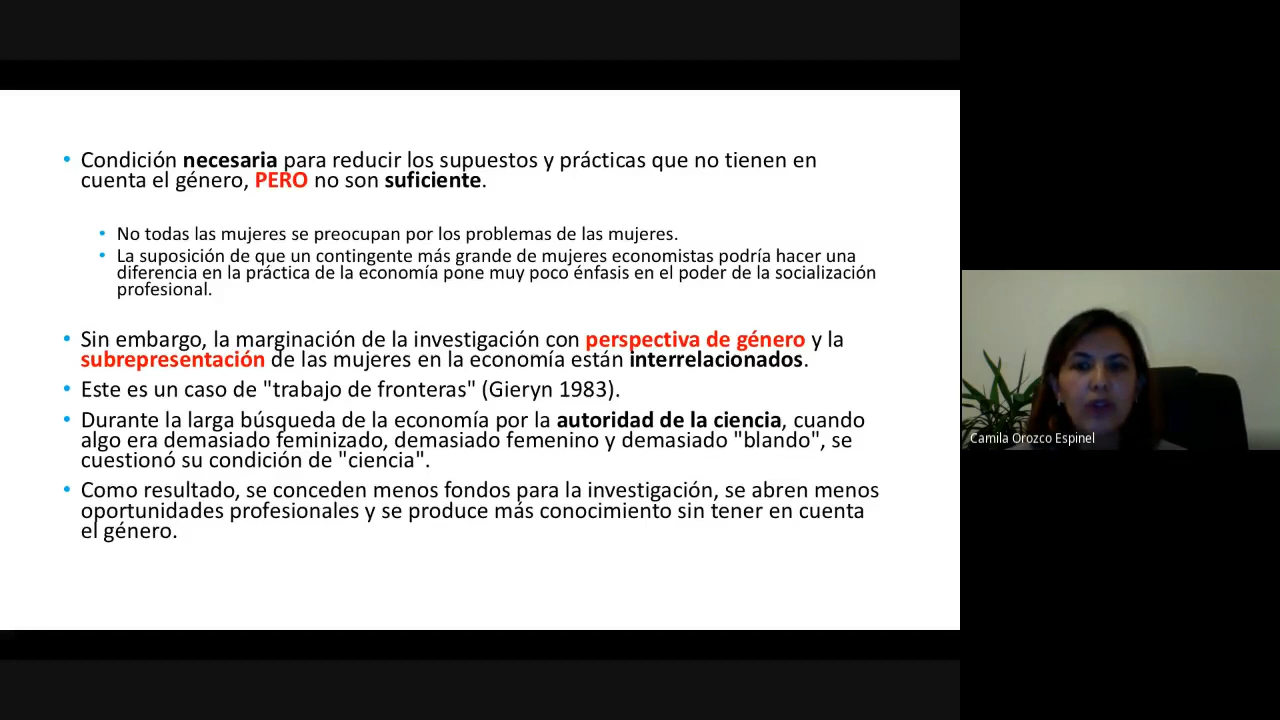 • Condición necesaria para reducir los supuestos y prácticas que no tienen en
cuenta el género, PERO no son suficiente.
• No todas las mujeres se preocupan por los problemas de las mujeres.
• La suposición de que un contingente más grande de mujeres economistas podría hacer una
diferencia en la práctica de la economía pone muy poco énfasis en el poder de la socialización
profesional.
• Sin embargo, la marginación de la investigación con perspectiva de género y la
subrepresentación de las mujeres en la economía están interrelacionados.
• Este es un caso de "trabajo de fronteras" (Gieryn 1983).
• Durante la larga búsqueda de la economía por la autoridad de la ciencia, cuando
algo era demasiado feminizado, demasiado femenino y demasiado "blando", se
cuestionó su condición de "ciencia".
• Como resultado, se conceden menos fondos para la investigación, se abren menos
oportunidades profesionales y se produce más conocimiento sin tener en cuenta
el género.
Camila Orozco Espinel